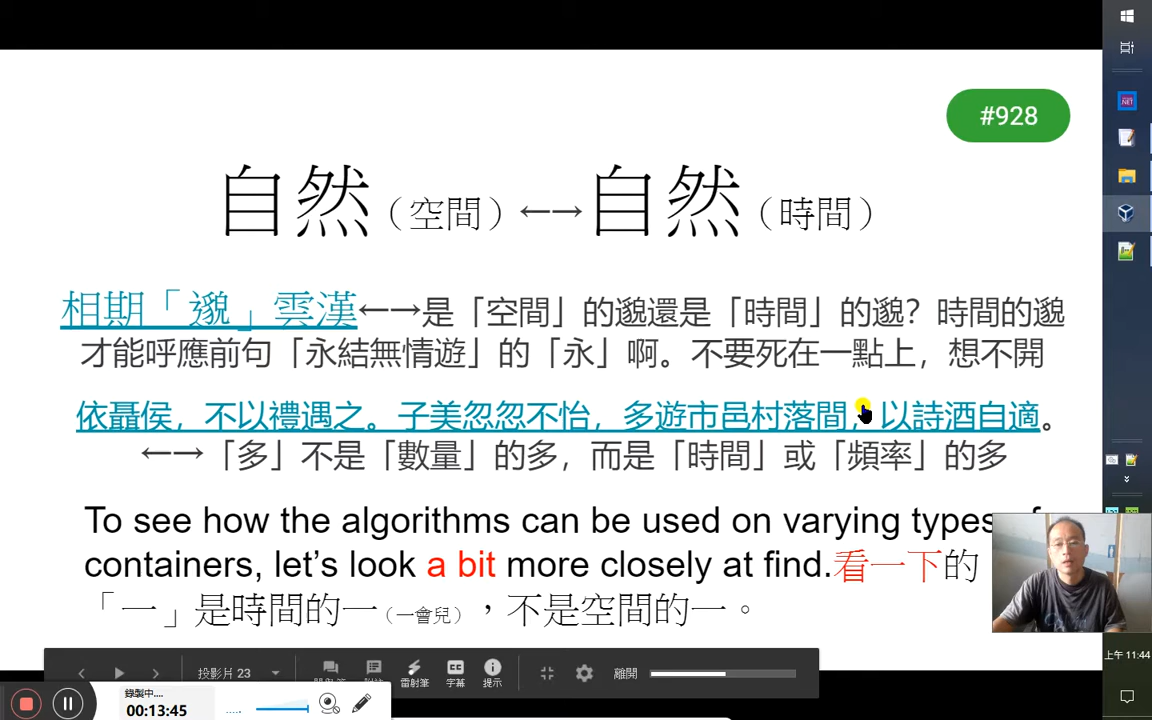 #928
自然（空間）←→自然（時間）
相期「邈」雲漢←→是「空間」的邈還是「時間」的邈？時間的邈
才能呼應前句「永結無情遊」的「永」啊。不要死在一點上，想不開
依聶侯，不以禮遇之。子美忽忽不怡，多遊市邑村落間，以詩酒自適。
←→「多」不是「數量」的多，而是「時間」或「頻率」的多
To see how the algorithms can be used on varying types
containers, let’s look a bit more closely at find.看一下的
「一」是時間的一（一會兒），不是空間的一。
投影片 23
雷射筆
字幕
提示
離開
錄製中....
00:13:45
上午 11:44